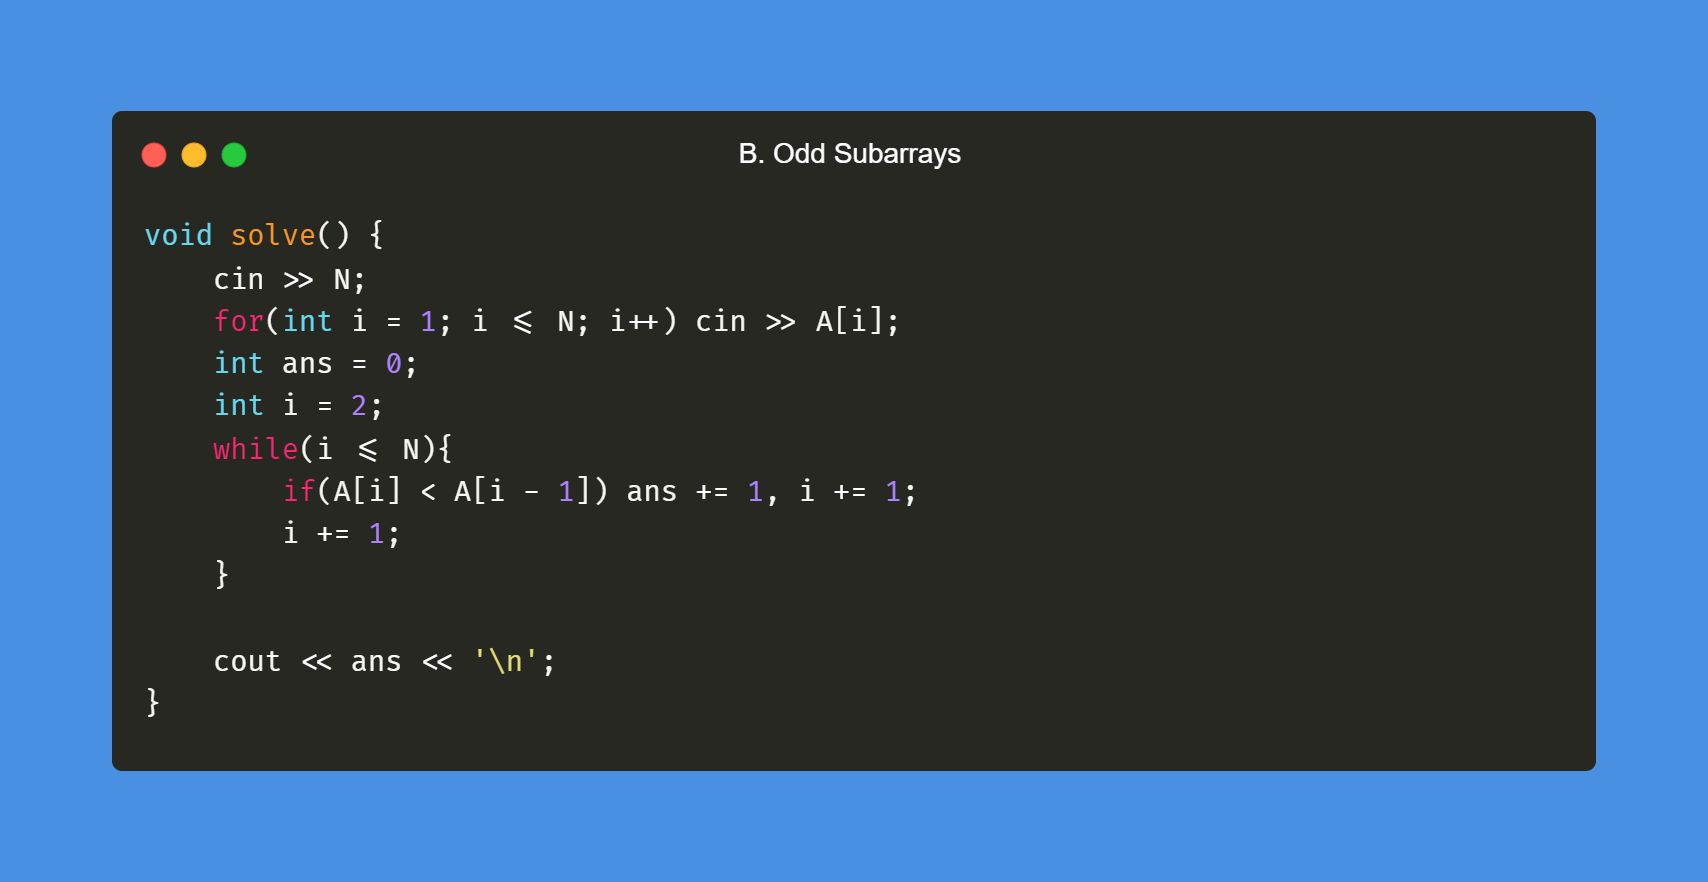 B. Odd Subarrays
void solve() {
    cin >> N;
    for(int i = 1; i <= N; i++) cin >> A[i];
    int ans = 0;
    int i = 2;
    while(i <= N){
        if(A[i] < A[i - 1]) ans += 1, i += 1;
        i += 1;
    }
    cout << ans << '\n';
}